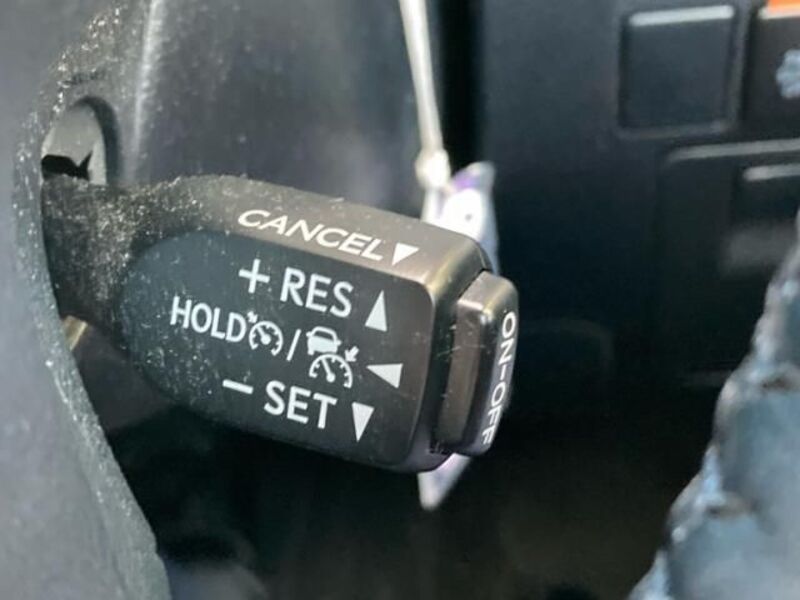 CANCEL▼
+ RES ▲
HOLD /  ◀
− SET ▼
ON-OFF